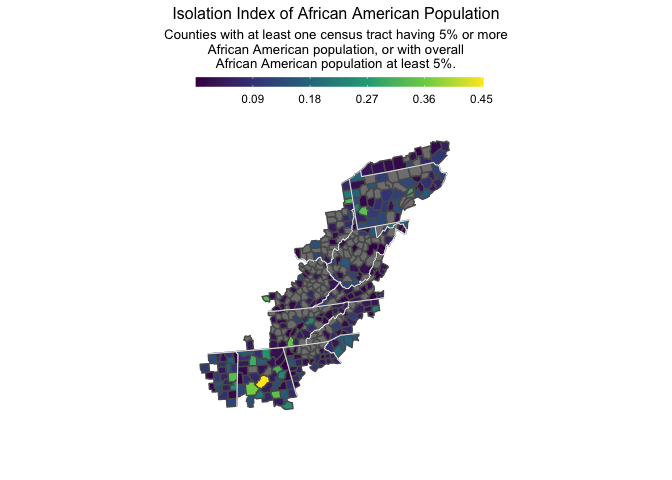 Isolation Index of African American Population
Counties with at least one census tract having 5% or more
African American population, or with overall
African American population at least 5%.
0.09 0.18 0.27 0.36 0.45